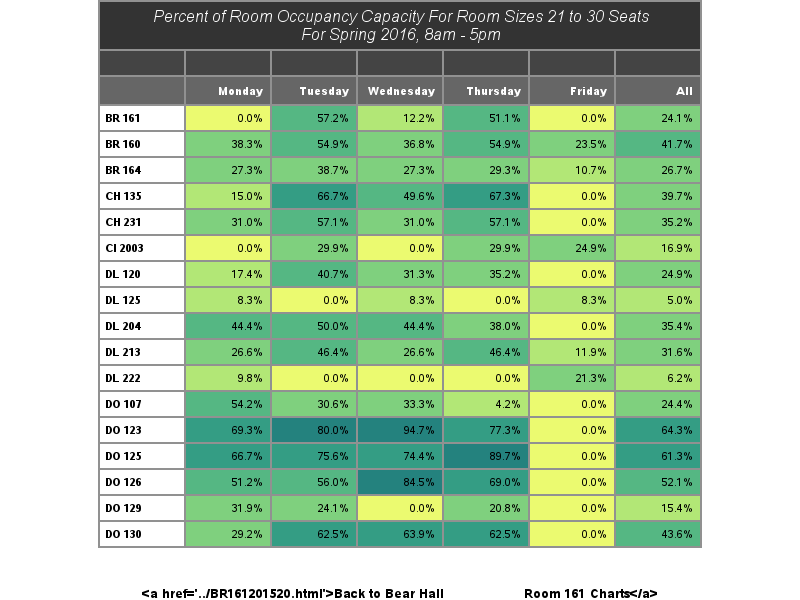 Percent of Room Occupancy Capacity For Room Sizes 21 to 30 Seats
For Spring 2016, 8am - 5pm
Monday Tuesday Wednesday Thursday Friday All
BR 161 0.0% 57.2% 12.2% 51.1% 0.0% 24.1%
BR 160 38.3% 54.9% 36.8% 54.9% 23.5% 41.7%
BR 164 27.3% 38.7% 27.3% 29.3% 10.7% 26.7%
CH 135 15.0% 66.7% 49.6% 67.3% 0.0% 39.7%
CH 231 31.0% 57.1% 31.0% 57.1% 0.0% 35.2%
CI 2003 0.0% 29.9% 0.0% 29.9% 24.9% 16.9%
DL 120 17.4% 40.7% 31.3% 35.2% 0.0% 24.9%
DL 125 8.3% 0.0% 8.3% 0.0% 8.3% 5.0%
DL 204 44.4% 50.0% 44.4% 38.0% 0.0% 35.4%
DL 213 26.6% 46.4% 26.6% 46.4% 11.9% 31.6%
DL 222 9.8% 0.0% 0.0% 0.0% 21.3% 6.2%
DO 107 54.2% 30.6% 33.3% 4.2% 0.0% 24.4%
DO 123 69.3% 80.0% 94.7% 77.3% 0.0% 64.3%
DO 125 66.7% 75.6% 74.4% 89.7% 0.0% 61.3%
DO 126 51.2% 56.0% 84.5% 69.0% 0.0% 52.1%
DO 129 31.9% 24.1% 0.0% 20.8% 0.0% 15.4%
DO 130 29.2% 62.5% 63.9% 62.5% 0.0% 43.6%
<a href='../BR161201520.html'>Back to Bear Hall Room 161 Charts</a>